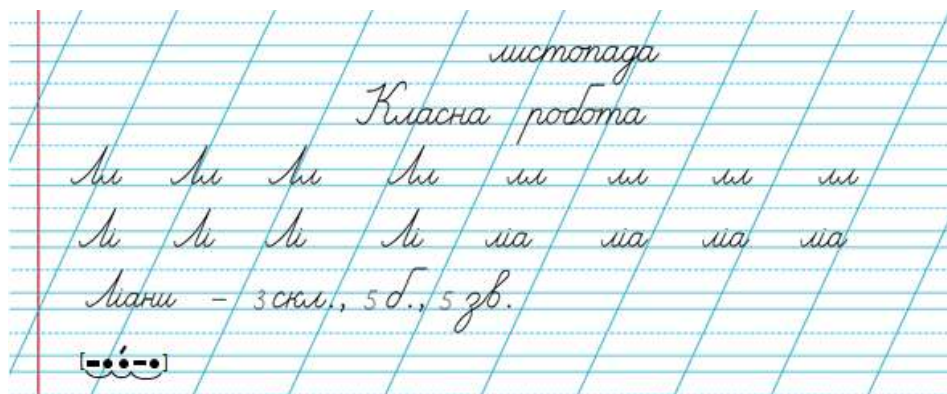 листопада
Класна робота
Лл Лл Лл Лл лл лл лл лл
Лі Лі Лі Лі ліа ліа ліа ліа
Ліани - 3 скл., 5 б., 5 зв.
[–••́–•]